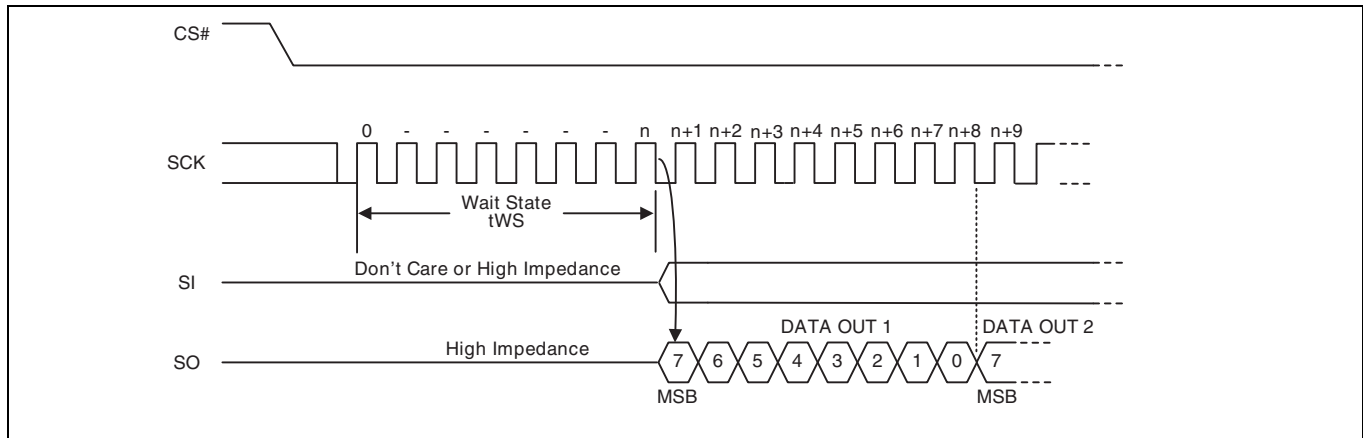 CS#
0 - - - - - - n n+1 n+2 n+3 n+4 n+5 n+6 n+7 n+8 n+9
SCK
Wait State
tWS
Don't Care or High Impedance
SI
DATA OUT 1 DATA OUT 2
High Impedance
SO 7 6 5 4 3 2 1 0 7
MSB MSB